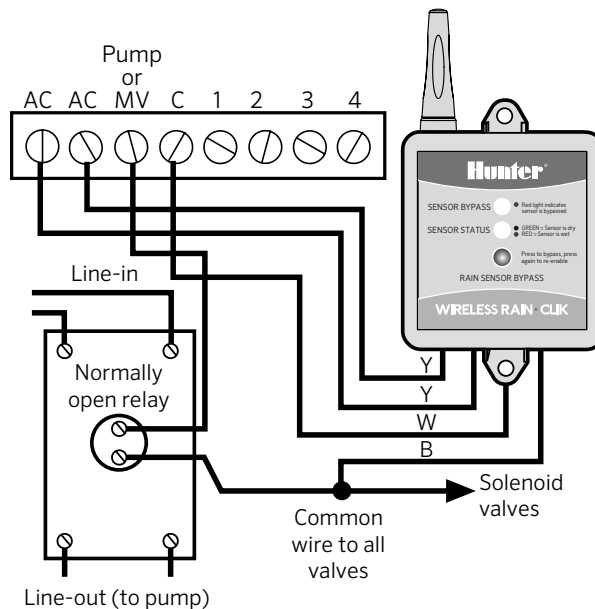 Pump
or
AC AC MV C 1 2 3 4
Hunter®
SENSOR BYPASS
Red light indicates
sensor is bypassed
SENSOR STATUS
GREEN = Sensor is dry
RED = Sensor is wet
Press to bypass, press
again to re-enable
RAIN SENSOR BYPASS
WIRELESS RAIN·CLIK
Line-in
Normally
open relay
Y
Y
W
B
Solenoid
valves
Common
wire to all
valves
Line-out (to pump)